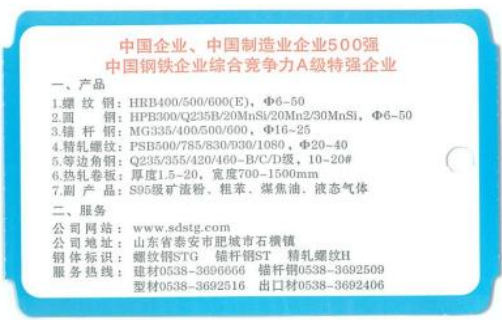 中国企业、中国制造业企业500强
中国钢铁企业综合竞争力A级特强企业
一、产品
1.螺纹钢：HRB400/500/600(E)，Φ6-50
2.圆钢：HPB300/Q235B/20MnSi/20Mn2/30MnSi，Φ6-50
3.锚杆钢：MG335/400/500/600，Φ16-25
4.精轧螺纹：PSB500/785/830/930/1080，Φ20-40
5.等边角钢：Q235/355/420/460-B/C/D级，10-20#
6.热轧卷板：厚度1.5-20，宽度700-1500mm
7.副产品：S95级矿渣粉、粗苯、煤焦油、液态气体
二、服务
公司网站：www.sdstg.com
公司地址：山东省泰安市肥城市石横镇
钢体标识：螺纹钢STG 锚杆钢ST 精轧螺纹H
服务热线：建材0538-3696666 锚杆钢0538-3692509
型材0538-3692516 出口材0538-3692406